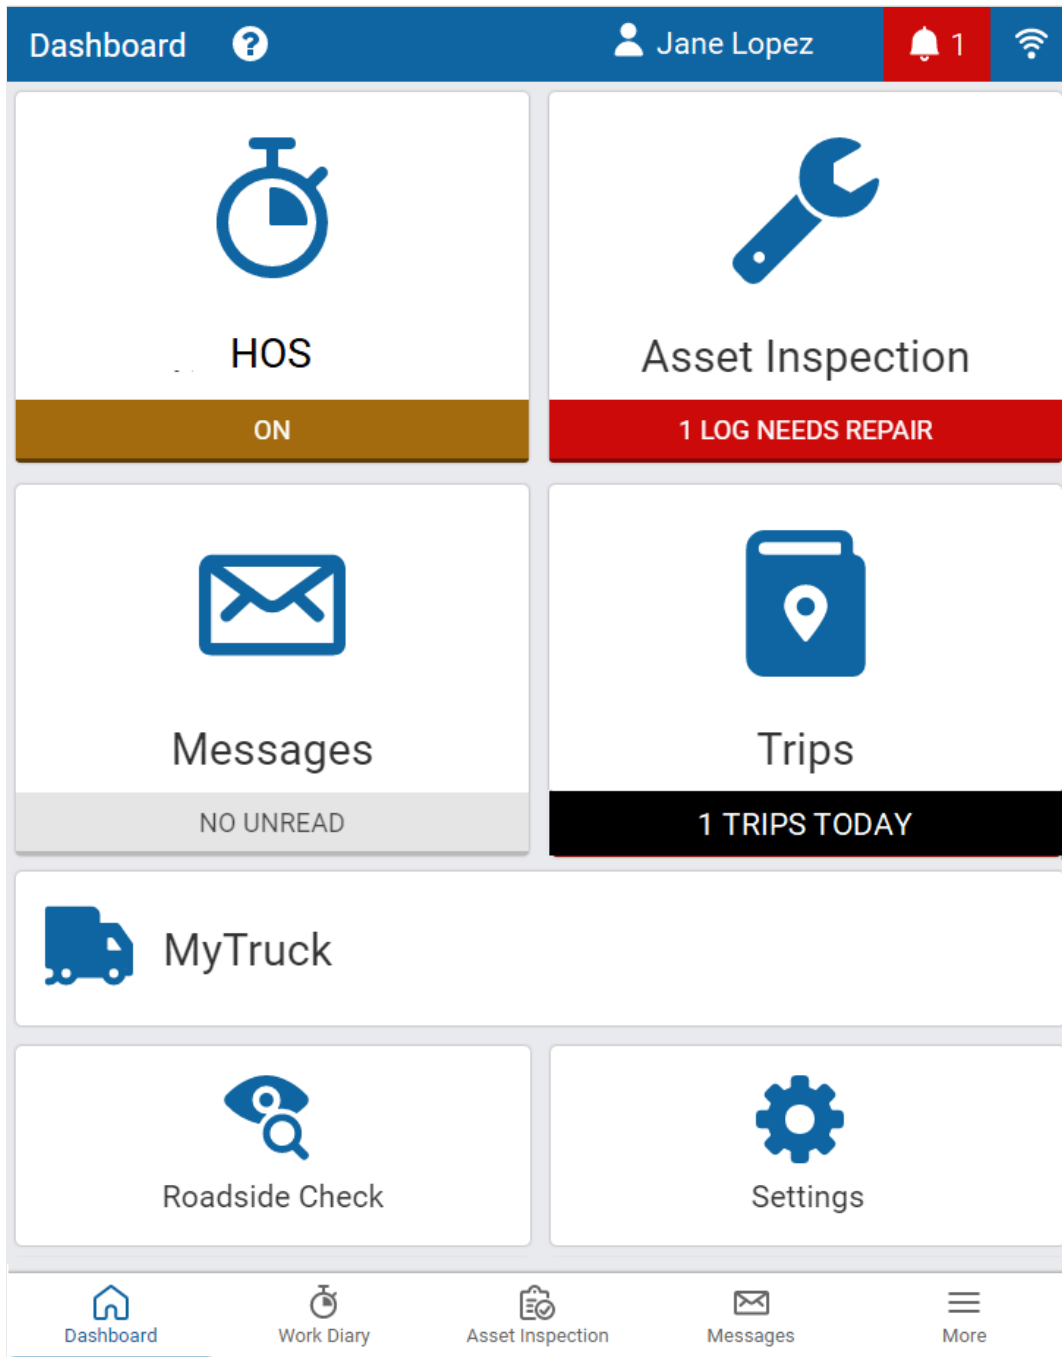 Dashboard ? Jane Lopez 1
HOS
ON
Asset Inspection
1 LOG NEEDS REPAIR
Messages
NO UNREAD
Trips
1 TRIPS TODAY
MyTruck
Roadside Check
Settings
Dashboard
Work Diary
Asset Inspection
Messages
More